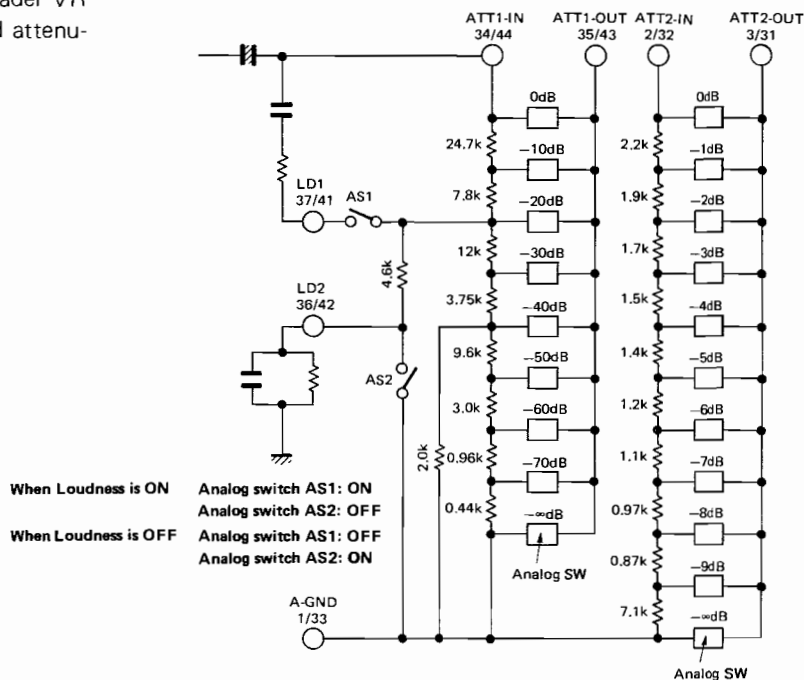 ader VR
d attenu-
ATT1-IN
34/44
ATT1-OUT
35/43
ATT2-IN
2/32
ATT2-OUT
3/31
0dB
24.7k
-10dB
7.8k
-20dB
12k
-30dB
3.75k
-40dB
9.6k
-50dB
3.0k
-60dB
0.96k
-70dB
0.44k
-∞dB
Analog SW
0dB
2.2k
-1dB
1.9k
-2dB
1.7k
-3dB
1.5k
-4dB
1.4k
-5dB
1.2k
-6dB
1.1k
-7dB
0.97k
-8dB
0.87k
-9dB
7.1k
-∞dB
Analog SW
LD1
37/41
AS1
4.6k
LD2
36/42
AS2
2.0k
When Loudness is ON Analog switch AS1: ON
Analog switch AS2: OFF
When Loudness is OFF Analog switch AS1: OFF
Analog switch AS2: ON
A-GND
1/33